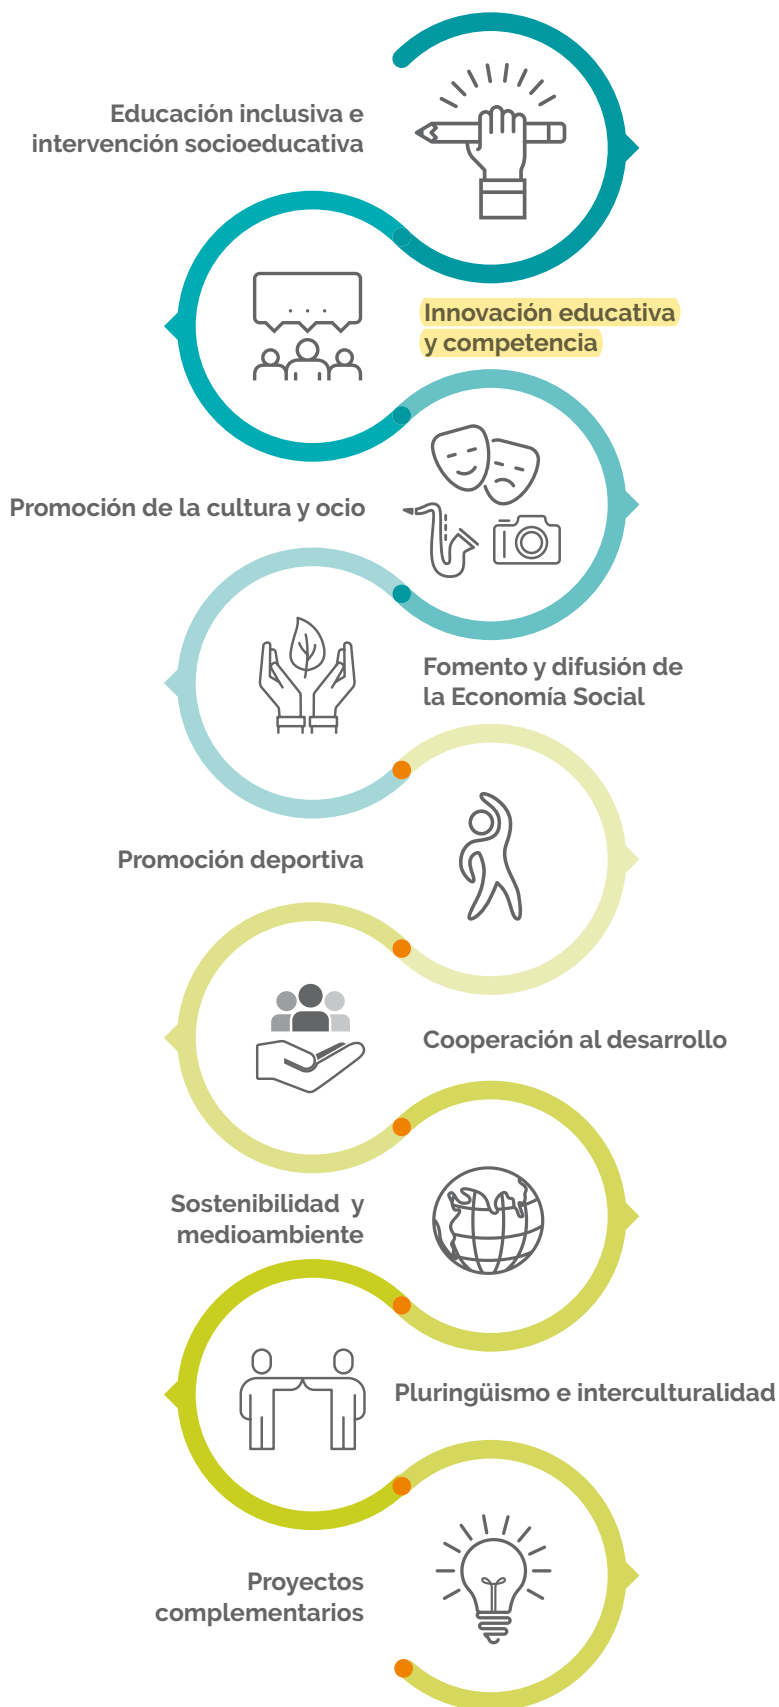 Educación inclusiva e
intervención socioeducativa
Innovación educativa
y competencia
Promoción de la cultura y ocio
Fomento y difusión de
la Economía Social
Promoción deportiva
Cooperación al desarrollo
Sostenibilidad y
medioambiente
Pluringüismo e interculturalidad
Proyectos
complementarios